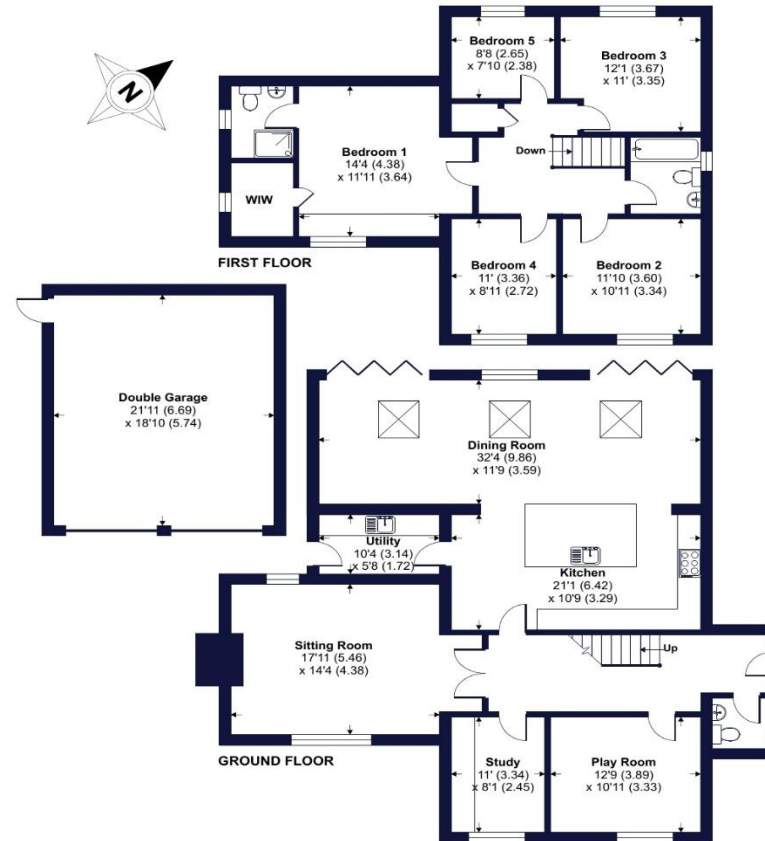 Bedroom 5
8'8 (2.65)
x 7'10 (2.38)
Bedroom 3
12'1 (3.67)
x 11' (3.35)
N
Bedroom 1
14'4 (4.38)
x 11'11 (3.64)
Down
WIW
FIRST FLOOR
Bedroom 4
11' (3.36)
x 8'11 (2.72)
Bedroom 2
11'10 (3.60)
x 10'11 (3.34)
Double Garage
21'11 (6.69)
x 18'10 (5.74)
Dining Room
32'4 (9.86)
x 11'9 (3.59)
Utility
10'4 (3.14)
x 5'8 (1.72)
Kitchen
21'1 (6.42)
x 10'9 (3.29)
Sitting Room
17'11 (5.46)
x 14'4 (4.38)
Up
GROUND FLOOR
Study
11' (3.34)
x 8'1 (2.45)
Play Room
12'9 (3.89)
x 10'11 (3.33)